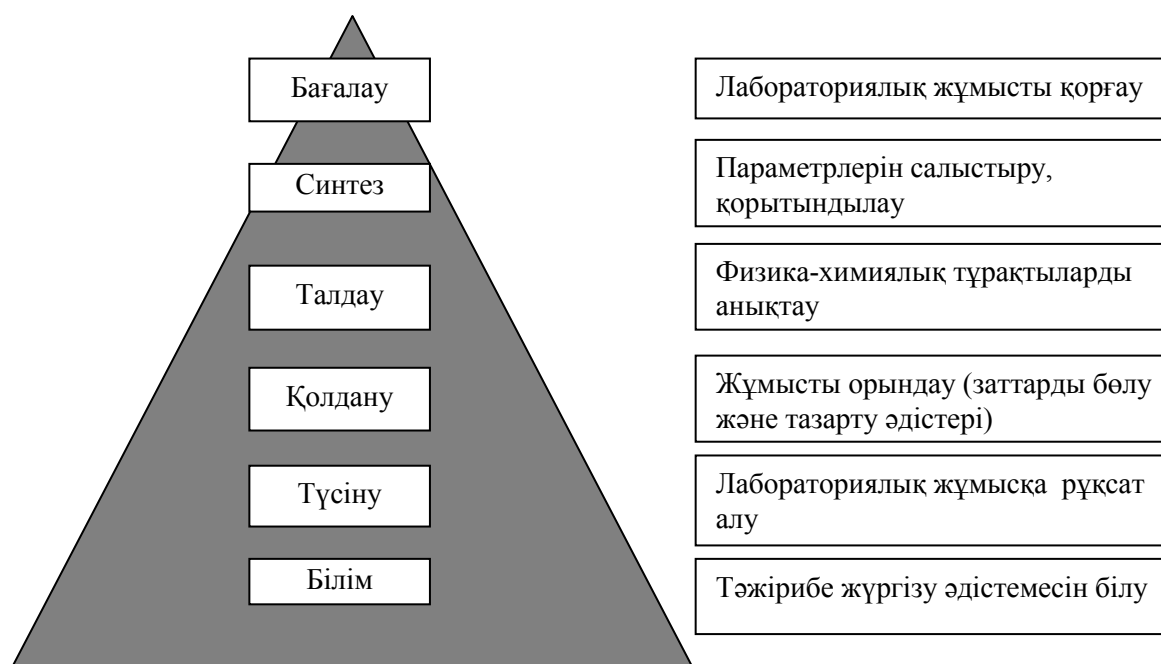 Бағалау
Лабораториялық жұмысты қорғау
Синтез
Параметрлерін салыстыру,
қорытындылау
Талдау
Физика-химиялық тұрақтыларды
анықтау
Қолдану
Жұмысты орындау (заттарды бөлу
және тазарту әдістері)
Түсіну
Лабораториялық жұмысқа рұқсат
алу
Білім
Тәжірибе жүргізу әдістемесін білу